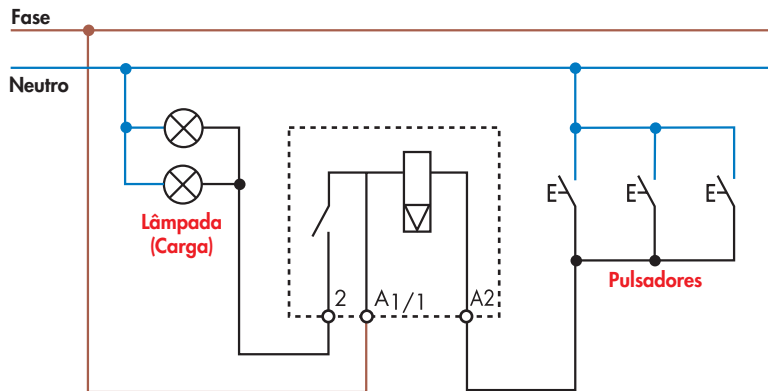 Fase
Neutro
Lâmpada
(Carga)
2
A1/1
A2
E
E
E
Pulsadores